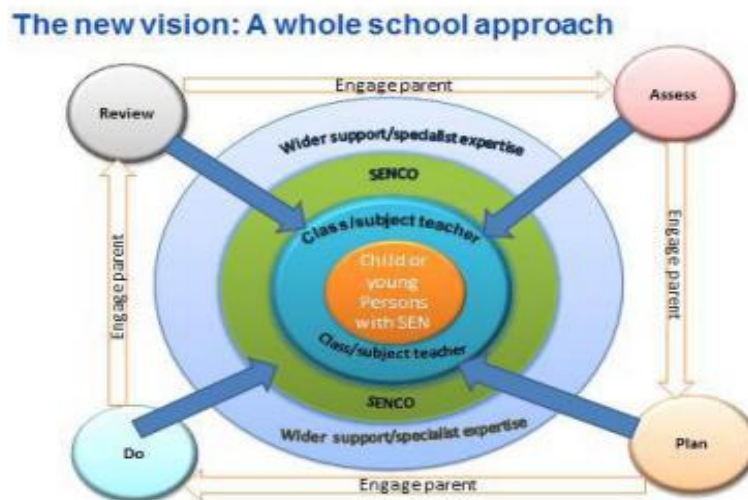 The new vision: A whole school approach
Engage parent
Review
Assess
Wider support/specialist expertise
SENCO
Class/subject teacher
Child or
young
Persons
with SEN
Engage parent
Engage parent
Class/subject teacher
SENCO
Wider support/specialist expertise
Do
Plan
Engage parent